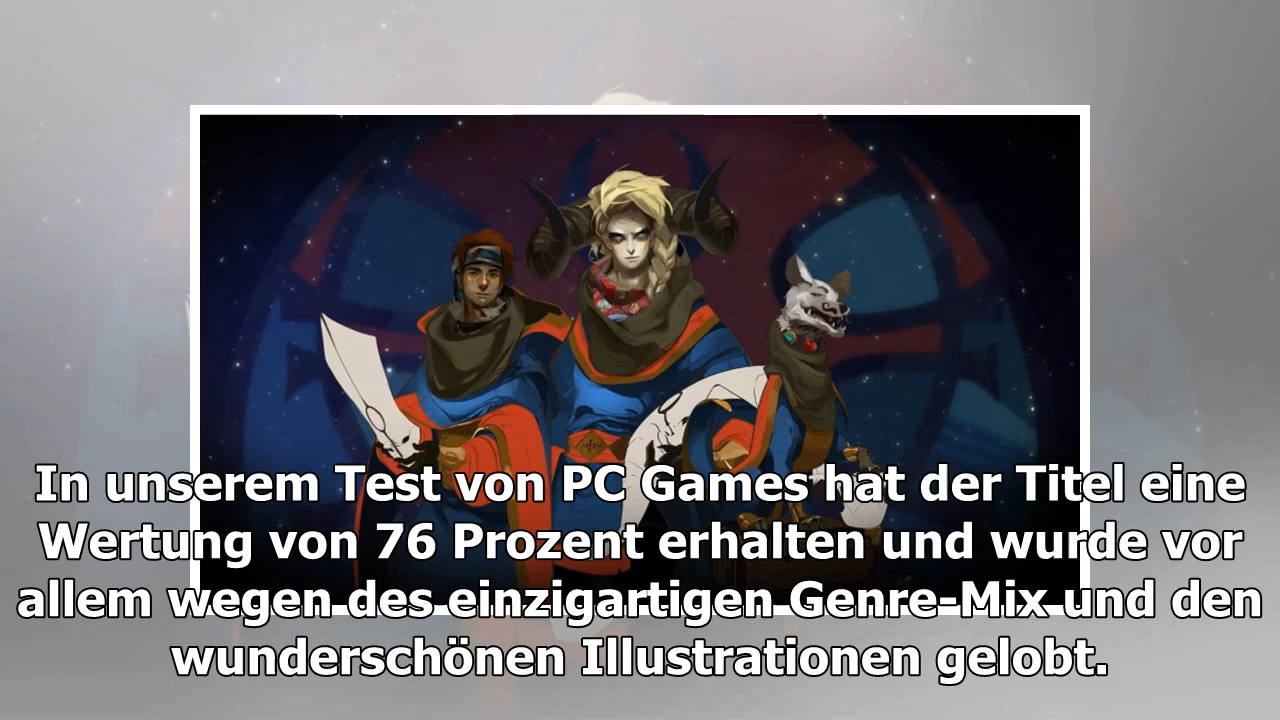 In unserem Test von PC Games hat der Titel eine
Wertung von 76 Prozent erhalten und wurde vor
allem wegen des einzigartigen Genre-Mix und den
wunderschönen Illustrationen gelobt.